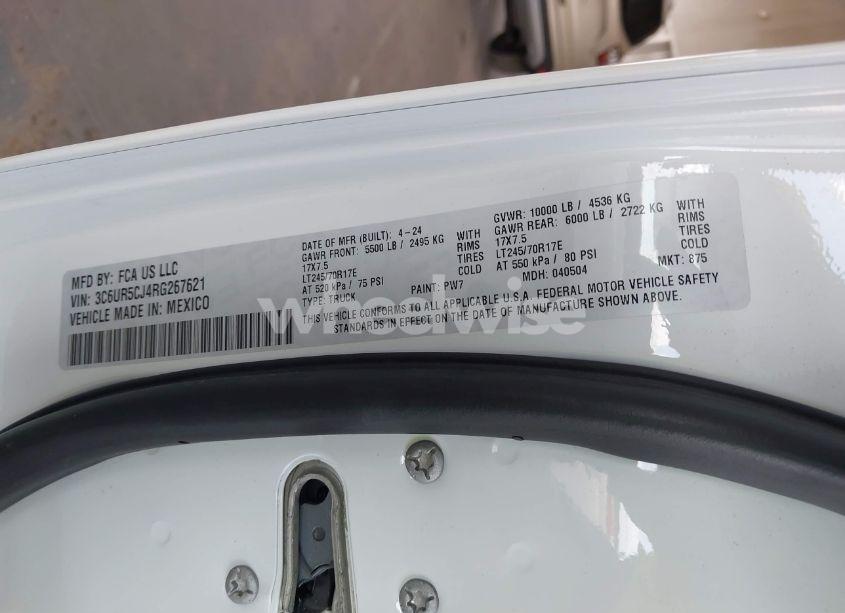 MFD BY: FCA US LLC
VIN: 3C6UR5CJ4RG267621
VEHICLE MADE IN: MEXICO
DATE OF MFR (BUILT): 4-24
GAWR FRONT: 5500 LB / 2495 KG WITH
17X7.5 RIMS
LT245/70R17E TIRES
AT 520 kPa / 75 PSI COLD
TYPE: TRUCK PAINT: PW7
GVWR: 10000 LB / 4536 KG
GAWR REAR: 6000 LB / 2722 KG WITH
17X7.5 RIMS
LT245/70R17E TIRES
AT 550 kPa / 80 PSI COLD
MDH: 040504 MKT: 875
THIS VEHICLE CONFORMS TO ALL APPLICABLE U.S.A. FEDERAL MOTOR VEHICLE SAFETY
STANDARDS IN EFFECT ON THE DATE OF MANUFACTURE SHOWN ABOVE.
wheelwise